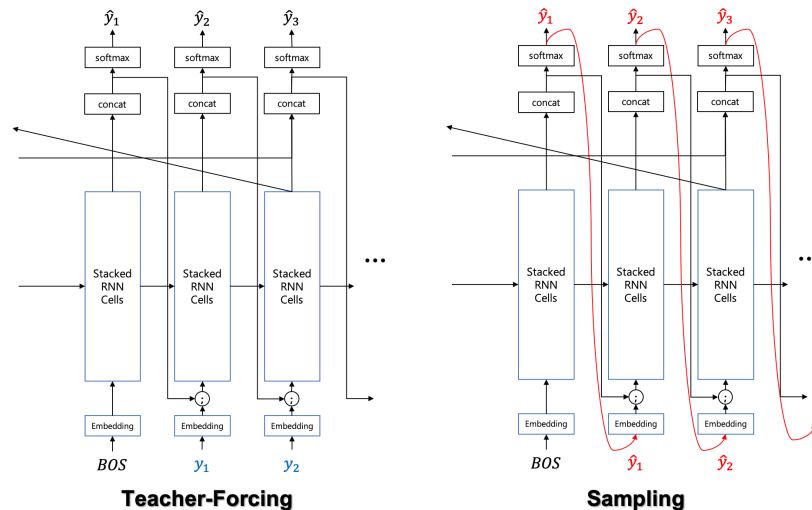 ŷ₁ ŷ₂ ŷ₃
softmax softmax softmax
concat concat concat
Stacked RNN Cells Stacked RNN Cells Stacked RNN Cells
...
; ;
Embedding Embedding Embedding
BOS y₁ y₂
Teacher-Forcing
ŷ₁ ŷ₂ ŷ₃
softmax softmax softmax
concat concat concat
Stacked RNN Cells Stacked RNN Cells Stacked RNN Cells
...
; ;
Embedding Embedding Embedding
BOS ŷ₁ ŷ₂
Sampling